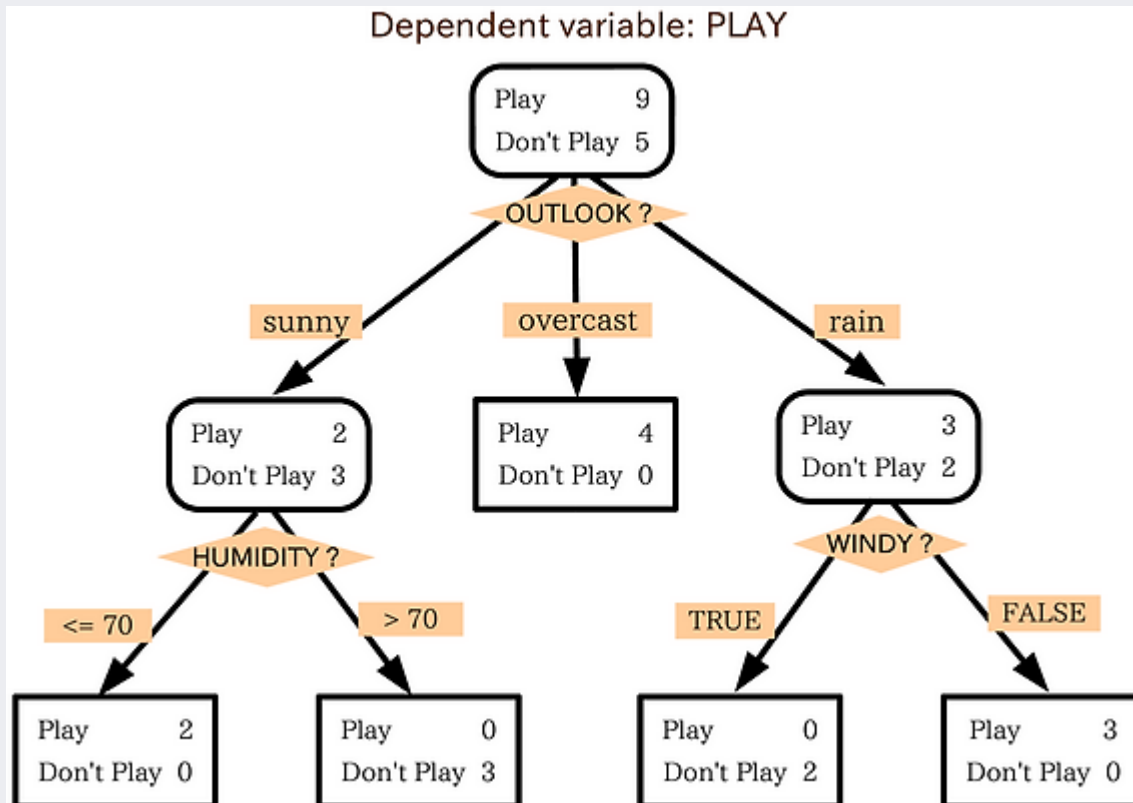 Dependent variable: PLAY
Play 9
Don't Play 5
OUTLOOK ?
sunny
overcast
rain
Play 2
Don't Play 3
Play 4
Don't Play 0
Play 3
Don't Play 2
HUMIDITY ?
WINDY ?
<= 70
> 70
TRUE
FALSE
Play 2
Don't Play 0
Play 0
Don't Play 3
Play 0
Don't Play 2
Play 3
Don't Play 0